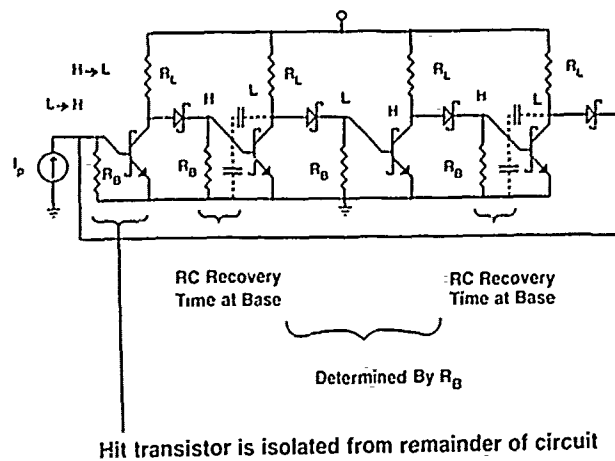 H→L
L→H
R_L
R_L
R_L
R_L
H
L
L
H
H
L
I_p
R_B
R_B
R_B
R_B
RC Recovery
Time at Base
RC Recovery
Time at Base
Determined By R_B
Hit transistor is isolated from remainder of circuit